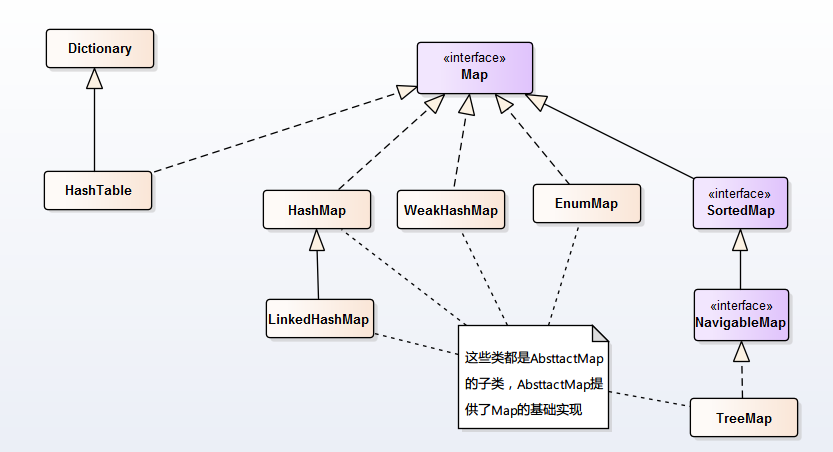 Dictionary
«interface»
Map
HashTable
HashMap
WeakHashMap
EnumMap
«interface»
SortedMap
LinkedHashMap
«interface»
NavigableMap
这些类都是AbsttactMap
的子类，AbsttactMap提
供了Map的基础实现
TreeMap